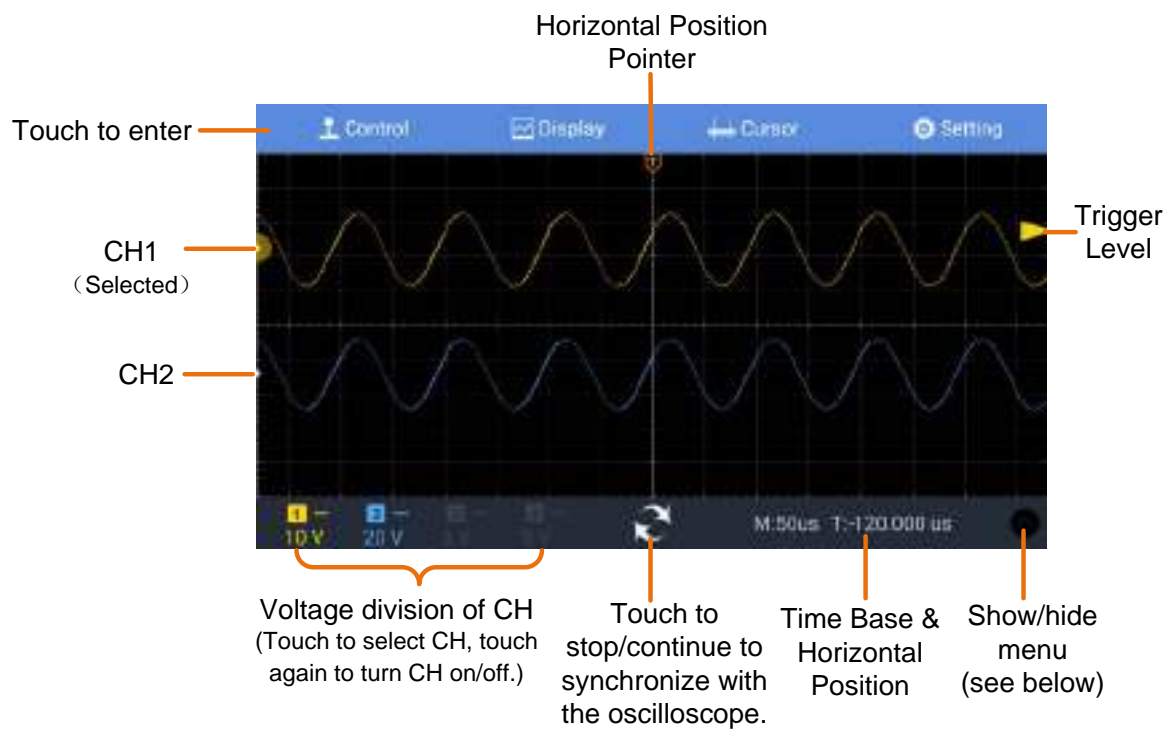 Horizontal Position
Pointer
Touch to enter
Control
Display
Cursor
Setting
T
CH1
（Selected）
Trigger
Level
CH2
1
2
10 V
20 V
M:50us T:-120.000 us
Voltage division of CH
(Touch to select CH, touch
again to turn CH on/off.)
Touch to
stop/continue to
synchronize with
the oscilloscope.
Time Base &
Horizontal
Position
Show/hide
menu
(see below)